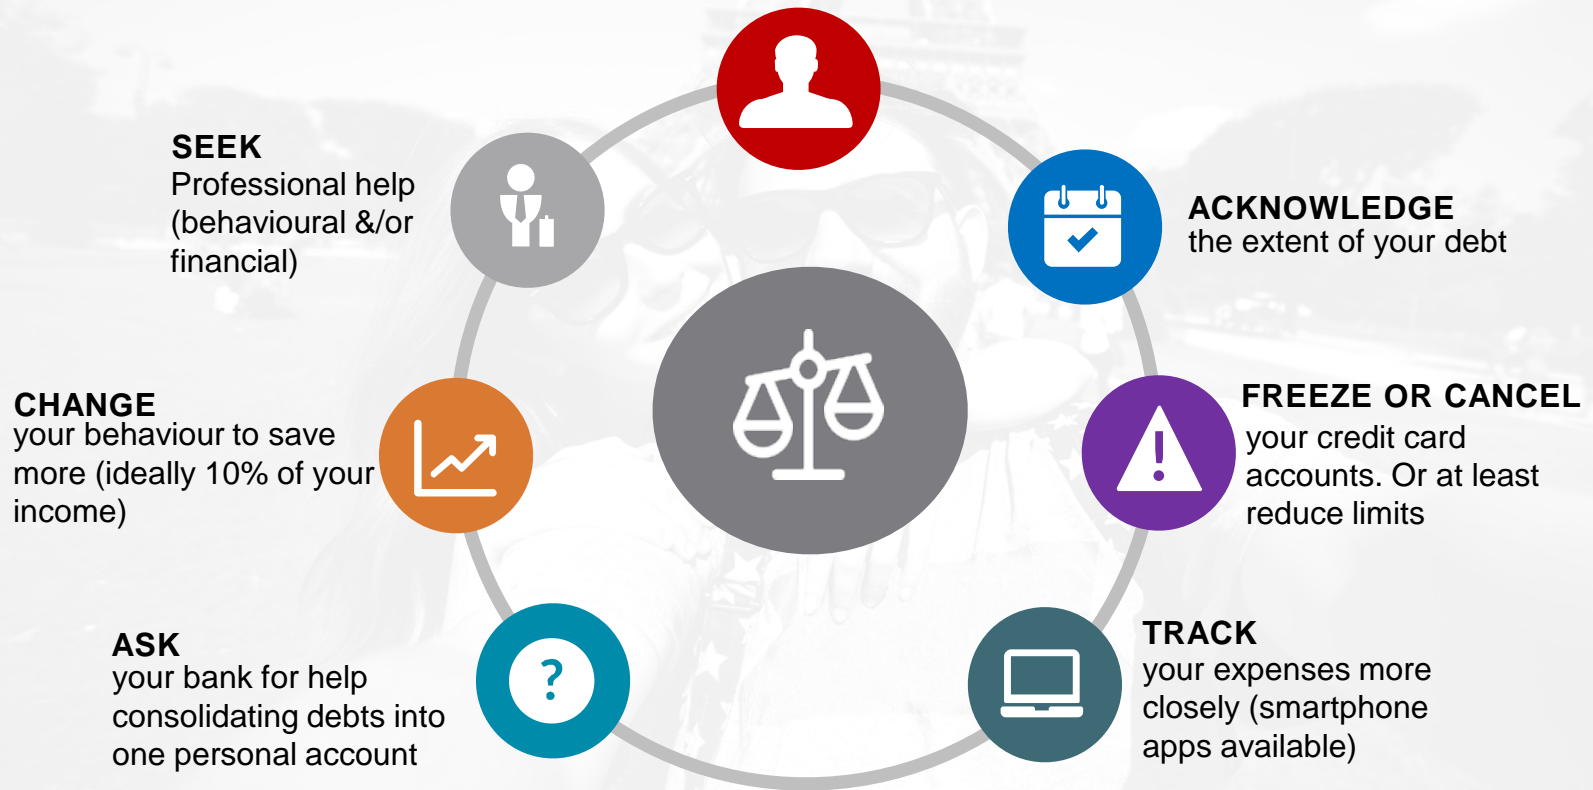 SEEK
Professional help
(behavioural &/or
financial)
ACKNOWLEDGE
the extent of your debt
CHANGE
your behaviour to save
more (ideally 10% of your
income)
FREEZE OR CANCEL
your credit card
accounts. Or at least
reduce limits
ASK
your bank for help
consolidating debts into
one personal account
?
TRACK
your expenses more
closely (smartphone
apps available)